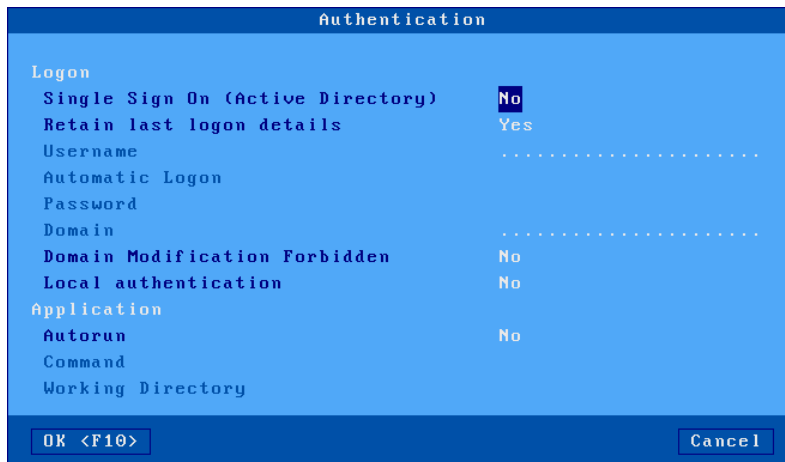 Authentication
Logon
Single Sign On (Active Directory) No
Retain last logon details Yes
Username ......................
Automatic Logon
Password
Domain ......................
Domain Modification Forbidden No
Local authentication No
Application
Autorun No
Command
Working Directory
OK <F10> Cancel